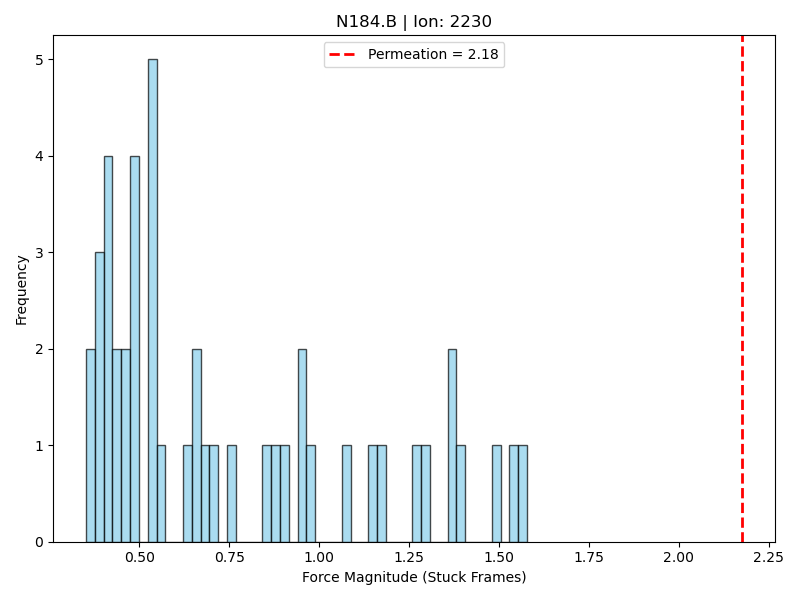 N184.B | Ion: 2230
Permeation = 2.18
5
4
3
2
1
0
Frequency
0.50 0.75 1.00 1.25 1.50 1.75 2.00 2.25
Force Magnitude (Stuck Frames)